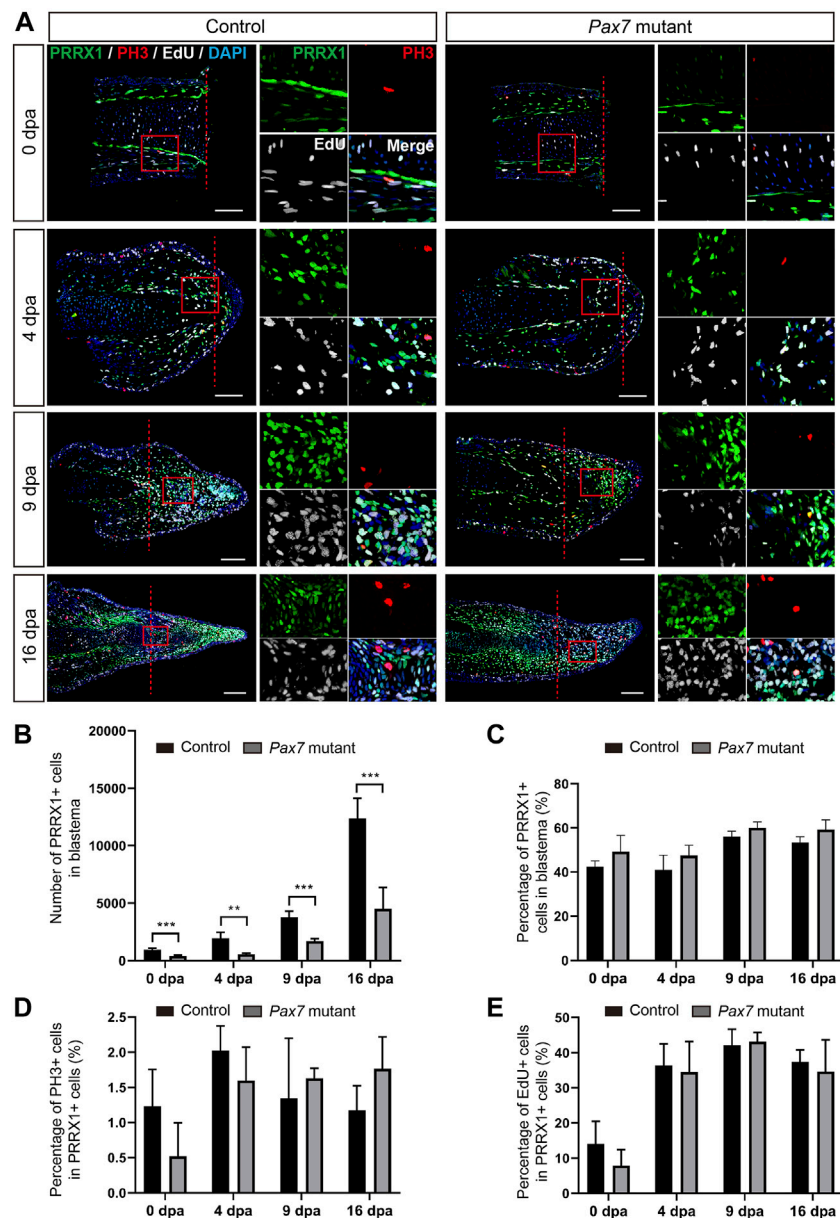 A
Control
Pax7 mutant
PRRX1 / PH3 / EdU / DAPI
PRRX1
PH3
EdU
Merge
PRRX1
PH3
EdU
Merge
0 dpa
4 dpa
9 dpa
16 dpa
B
Control
Pax7 mutant
Number of PRRX1+ cells
in blastema
20000
15000
10000
5000
0
***
**
***
***
0 dpa
4 dpa
9 dpa
16 dpa
C
Control
Pax7 mutant
Percentage of PRRX1+
cells in blastema (%)
80
60
40
20
0
0 dpa
4 dpa
9 dpa
16 dpa
D
Control
Pax7 mutant
Percentage of PH3+ cells
in PRRX1+ cells (%)
2.5
2.0
1.5
1.0
0.5
0.0
0 dpa
4 dpa
9 dpa
16 dpa
E
Control
Pax7 mutant
Percentage of EdU+ cells
in PRRX1+ cells (%)
50
40
30
20
10
0
0 dpa
4 dpa
9 dpa
16 dpa